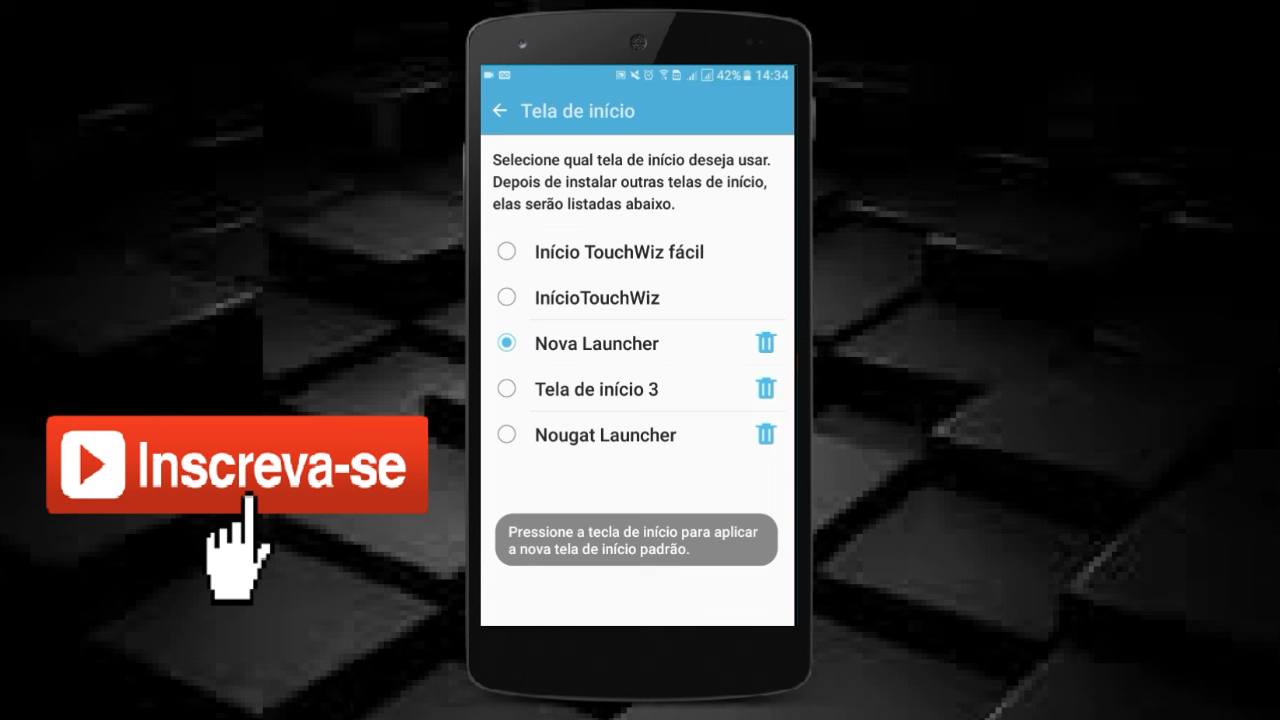 42% 14:34
Tela de início
Selecione qual tela de início deseja usar.
Depois de instalar outras telas de início,
elas serão listadas abaixo.
Início TouchWiz fácil
InícioTouchWiz
Nova Launcher
Tela de início 3
Nougat Launcher
Inscreva-se
Pressione a tecla de início para aplicar
a nova tela de início padrão.